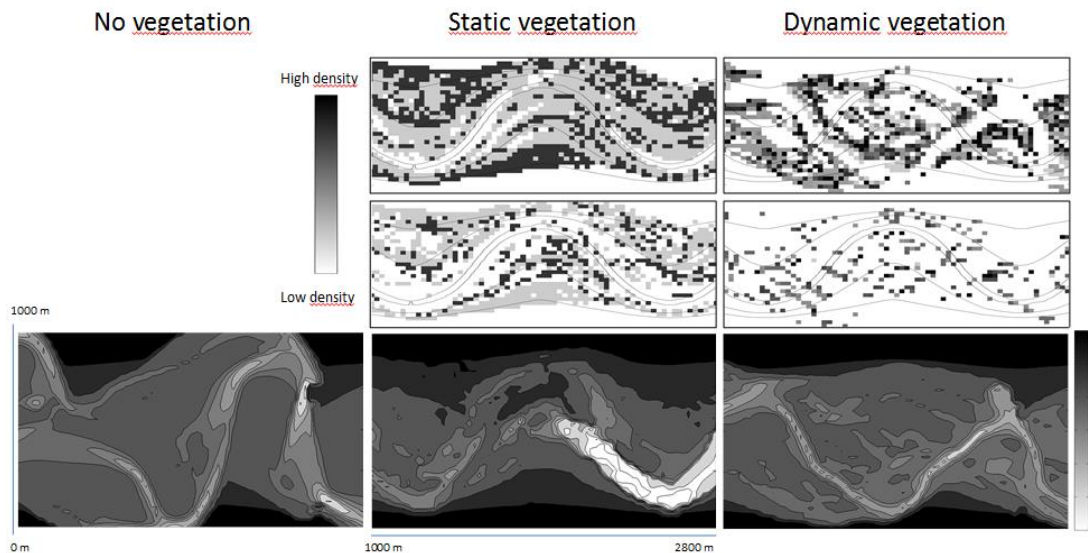 No vegetation
Static vegetation
Dynamic vegetation
High density
Low density
1000 m
0 m
1000 m
2800 m